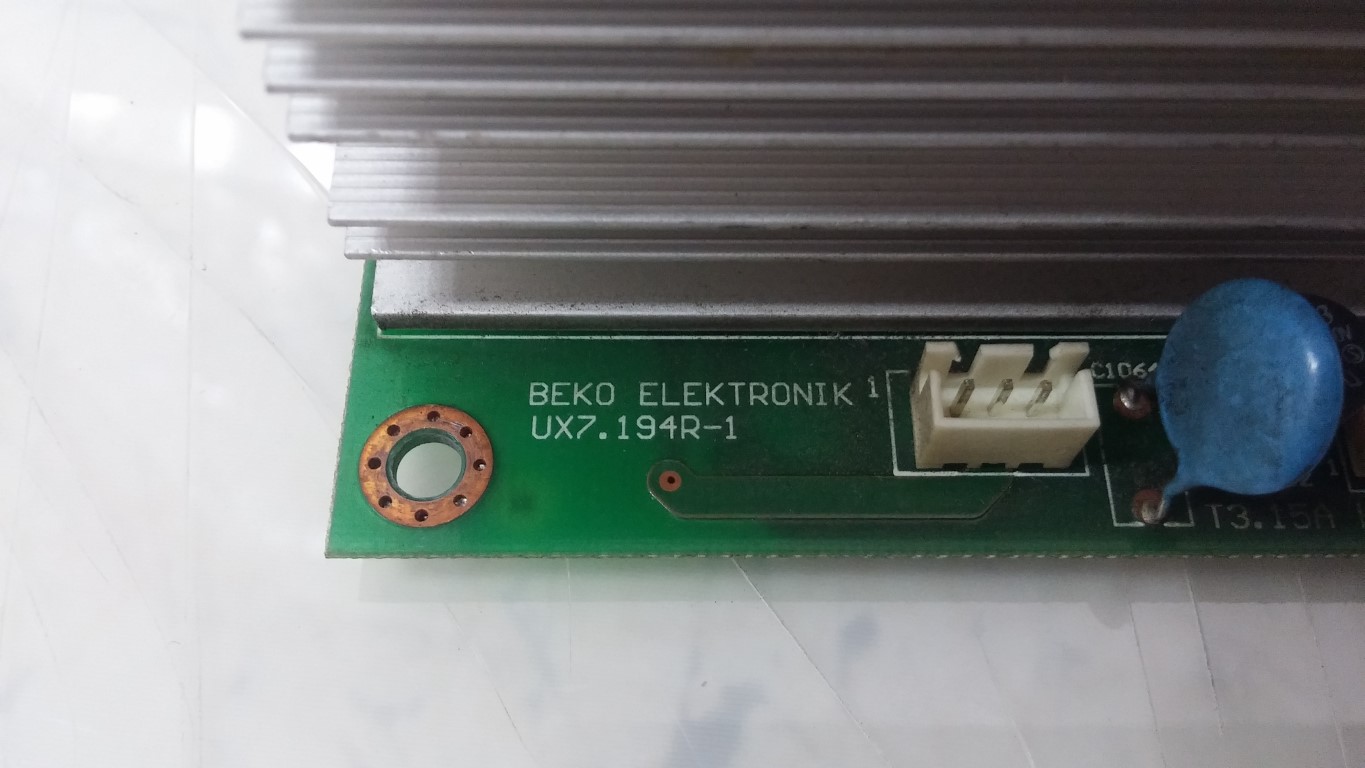 BEKO ELEKTRONIK 1
UX7.194R-1
T3.15A